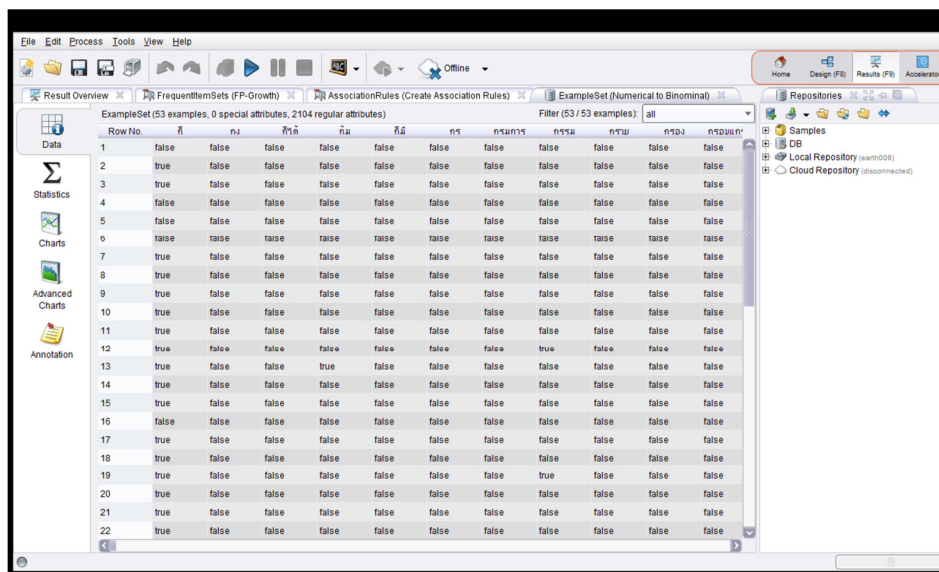 File Edit Process Tools View Help
Offline
Home Design (F8) Results (F9) Accelerator
Result Overview FrequentItemSets (FP-Growth) AssociationRules (Create Association Rules) ExampleSet (Numerical to Binominal) Repositories
ExampleSet (53 examples, 0 special attributes, 2104 regular attributes) Filter (53 / 53 examples): all
Row No. ก็ กง ก็ได้ ก้ม ก็มี กร กรมการ กรรม กราย กรอง
1 false false false false false false false false false false false
2 true false false false false false false false false false false
3 true false false false false false false false false false false
4 false false false false false false false false false false false
5 false false false false false false false false false false false
6 false false false false false false false false false false false
7 true false false false false false false false false false false
8 true false false false false false false false false false false
9 true false false false false false false false false false false
10 true false false false false false false false false false false
11 true false false false false false false false false false false
12 true false false false false false false true false false false
13 true false false true false false false false false false false
14 true false false false false false false false false false false
15 true false false false false false false false false false false
16 false false false false false false false false false false false
17 true false false false false false false false false false false
18 true false false false false false false false false false false
19 true false false false false false false true false false false
20 true false false false false false false false false false false
21 true false false false false false false false false false false
22 true false false false false false false false false false false
Data
Statistics
Charts
Advanced
Charts
Annotation
Samples
DB
Local Repository (earth008)
Cloud Repository (disconnected)